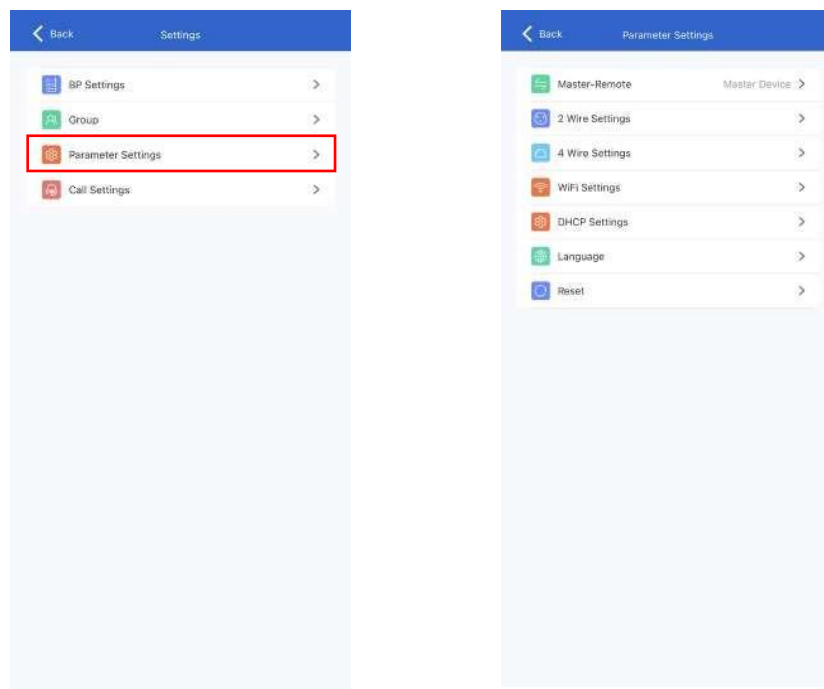 Back Settings
BP Settings
Group
Parameter Settings
Call Settings
Back Parameter Settings
Master-Remote Master Device
2 Wire Settings
4 Wire Settings
WiFi Settings
DHCP Settings
Language
Reset